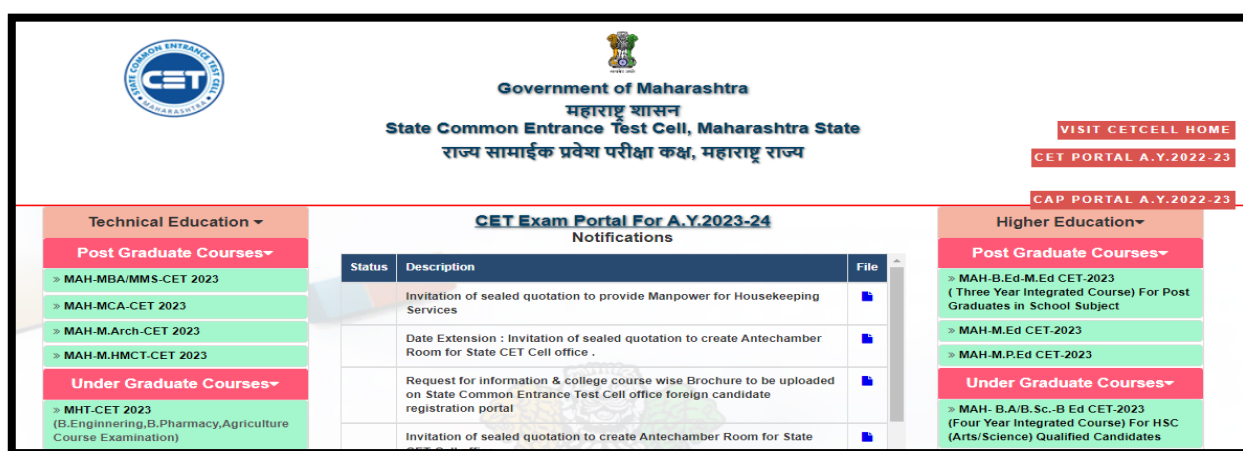 STATE COMMON ENTRANCE TEST CELL
CET
MAHARASHTRA
Government of Maharashtra
महाराष्ट्र शासन
State Common Entrance Test Cell, Maharashtra State
राज्य सामाईक प्रवेश परीक्षा कक्ष, महाराष्ट्र राज्य
VISIT CETCELL HOME
CET PORTAL A.Y.2022-23
CAP PORTAL A.Y.2022-23
Technical Education
Post Graduate Courses
» MAH-MBA/MMS-CET 2023
» MAH-MCA-CET 2023
» MAH-M.Arch-CET 2023
» MAH-M.HMCT-CET 2023
Under Graduate Courses
» MHT-CET 2023
(B.Enginnering,B.Pharmacy,Agriculture
Course Examination)
CET Exam Portal For A.Y.2023-24
Notifications
Status Description File
Invitation of sealed quotation to provide Manpower for Housekeeping
Services
Date Extension : Invitation of sealed quotation to create Antechamber
Room for State CET Cell office .
Request for information & college course wise Brochure to be uploaded
on State Common Entrance Test Cell office foreign candidate
registration portal
Invitation of sealed quotation to create Antechamber Room for State
Higher Education
Post Graduate Courses
» MAH-B.Ed-M.Ed CET-2023
( Three Year Integrated Course) For Post
Graduates in School Subject
» MAH-M.Ed CET-2023
» MAH-M.P.Ed CET-2023
Under Graduate Courses
» MAH- B.A/B.Sc.-B Ed CET-2023
(Four Year Integrated Course) For HSC
(Arts/Science) Qualified Candidates